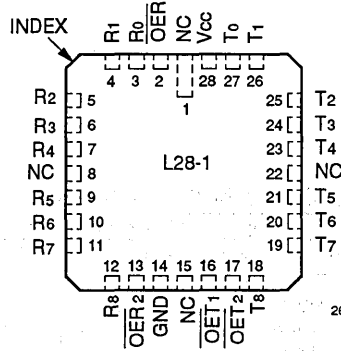 INDEX
R1 R0 OER NC VCC T0 T1
4 3 2 28 27 26
1
R2 5 25 T2
R3 6 24 T3
R4 7 23 T4
NC 8 L28-1 22 NC
R5 9 21 T5
R6 10 20 T6
R7 11 19 T7
12 13 14 15 16 17 18
R8 OER2 GND NC OET1 OET2 T8
26